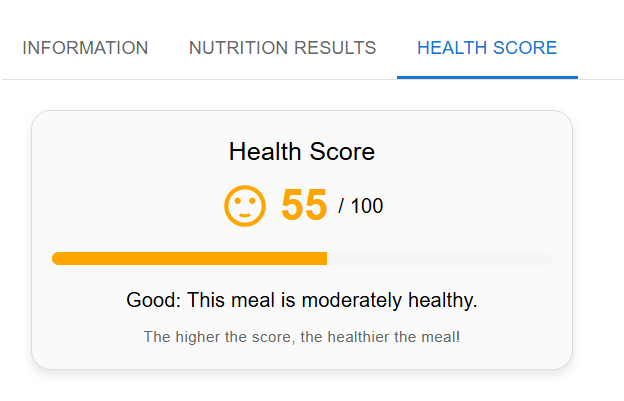 INFORMATION NUTRITION RESULTS HEALTH SCORE
Health Score
55 / 100
Good: This meal is moderately healthy.
The higher the score, the healthier the meal!